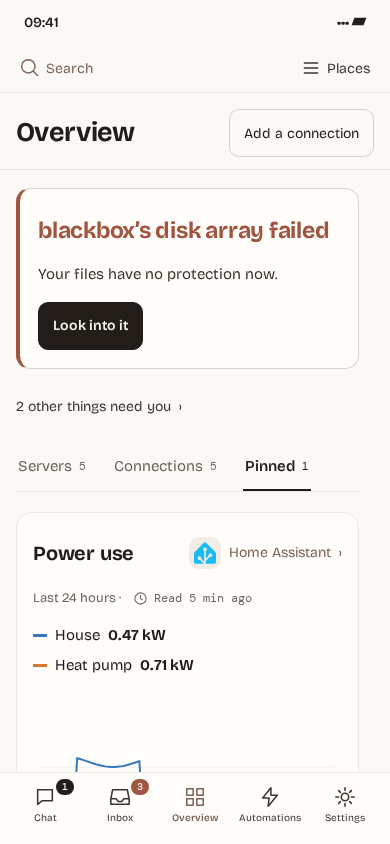 09:41
Search
Places
Overview
Add a connection
blackbox's disk array failed
Your files have no protection now.
Look into it
2 other things need you ›
Servers 5
Connections 5
Pinned 1
Power use
Home Assistant ›
Last 24 hours ·
Read 5 min ago
House 0.47 kW
Heat pump 0.71 kW
1
3
Chat
Inbox
Overview
Automations
Settings